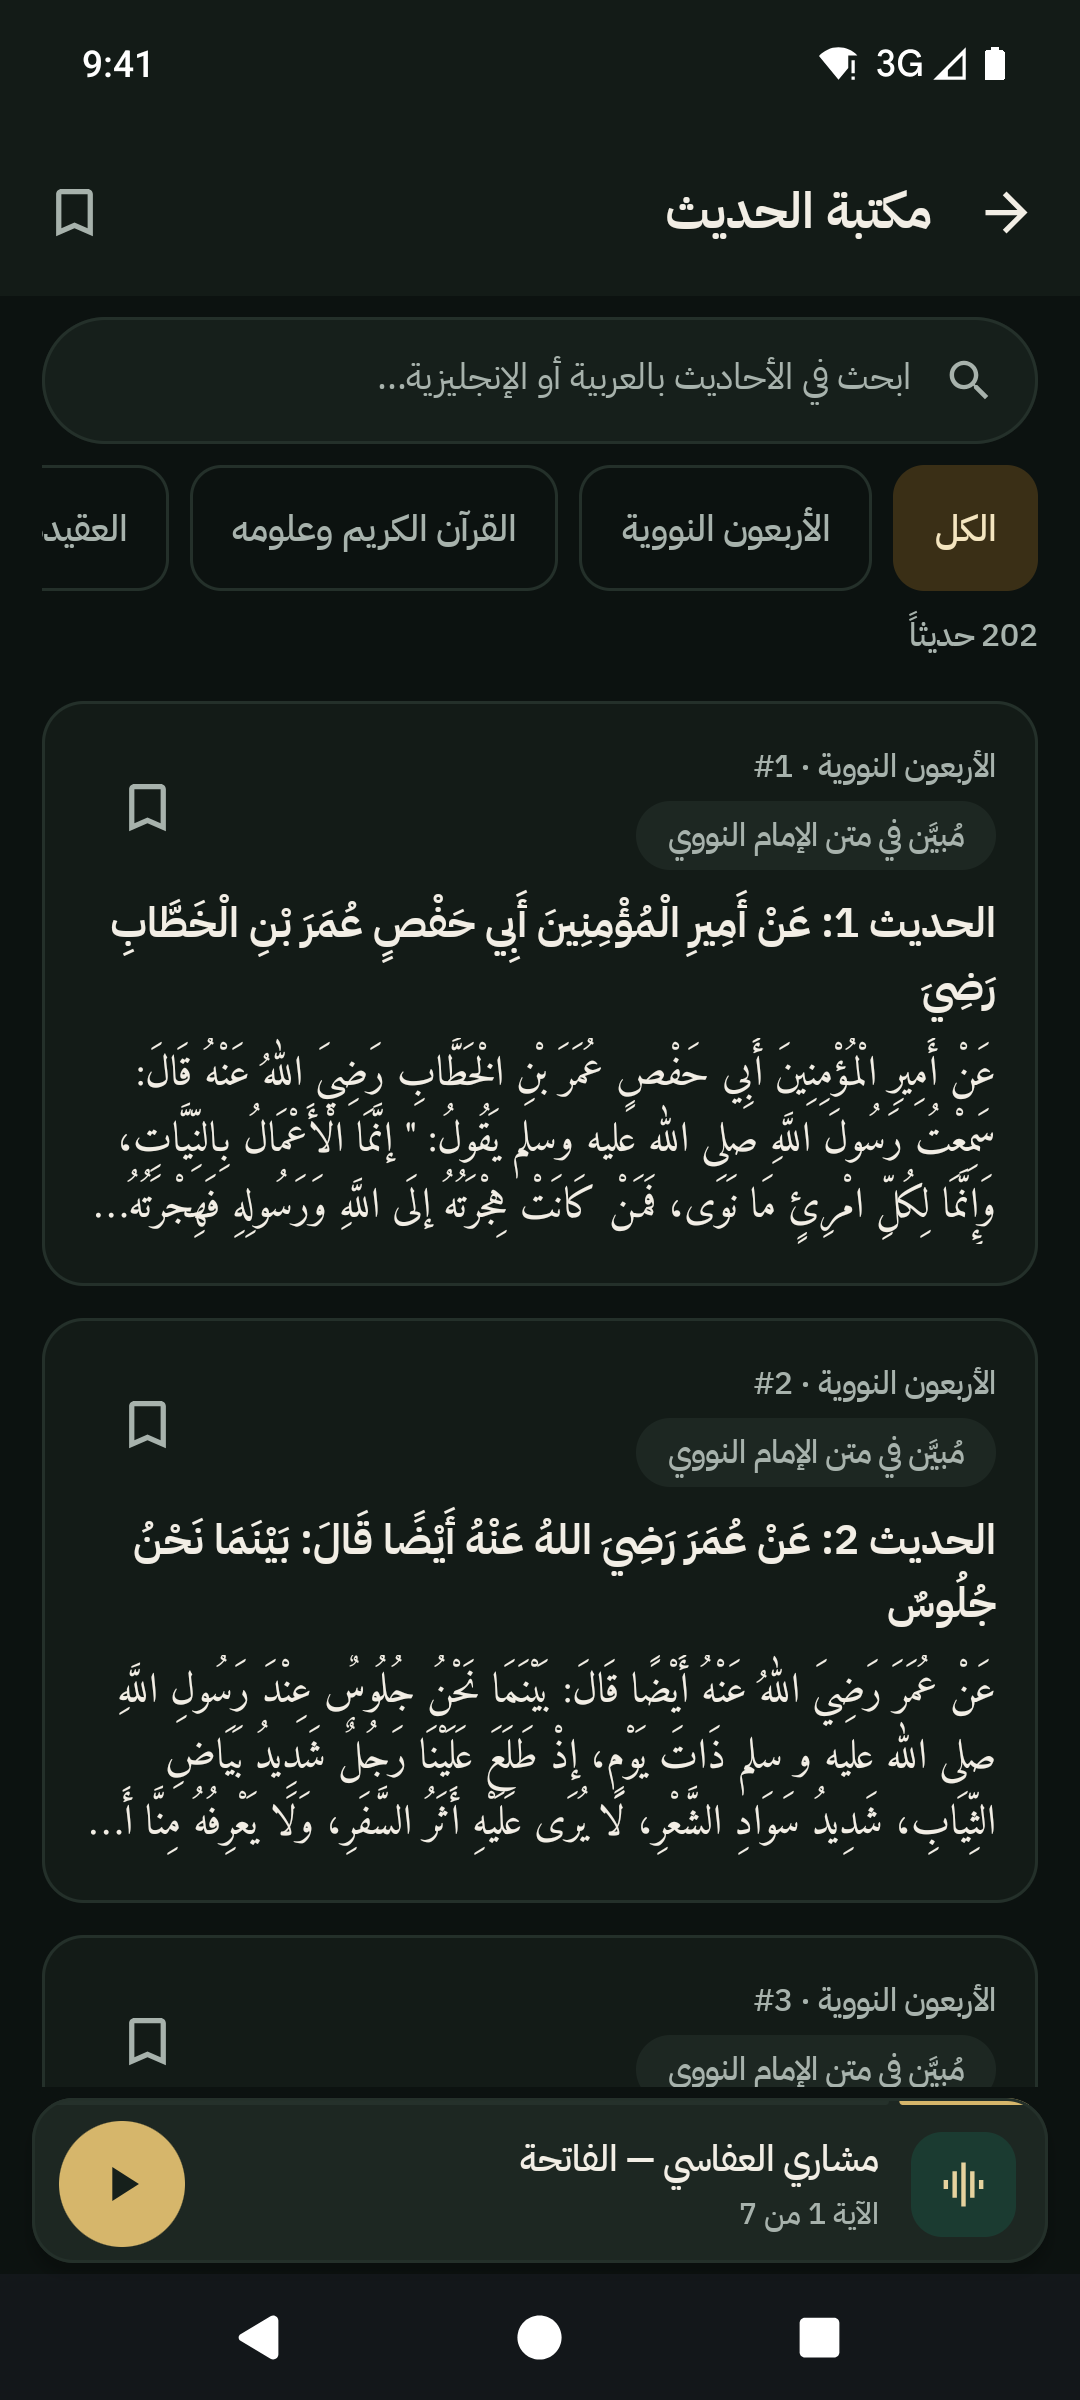 9:41
3G
مكتبة الحديث
ابحث في الأحاديث بالعربية أو الإنجليزية...
الكل
الأربعون النووية
القرآن الكريم وعلومه
العقيد
202 حديثاً
الأربعون النووية · #1
مُبيَّن في متن الإمام النووي
الحديث 1: عَنْ أَمِيرِ الْمُؤْمِنِينَ أَبِي حَفْصٍ عُمَرَ بْنِ الْخَطَّابِ
رَضِيَ
عَنْ أَمِيرِ الْمُؤْمِنِينَ أَبِي حَفْصٍ عُمَرَ بْنِ الْخَطَّابِ رَضِيَ اللهُ عَنْهُ قَالَ:
سَمِعْتُ رَسُولَ اللَّهِ صلى الله عليه وسلم يَقُولُ: " إنَّمَا الْأَعْمَالُ بِالنِّيَّاتِ،
وَإِنَّمَا لِكُلِّ امْرِئٍ مَا نَوَى، فَمَنْ كَانَتْ هِجْرَتُهُ إلَى اللَّهِ وَرَسُولِهِ فَهِجْرَتُهُ...
الأربعون النووية · #2
مُبيَّن في متن الإمام النووي
الحديث 2: عَنْ عُمَرَ رَضِيَ اللهُ عَنْهُ أَيْضًا قَالَ: بَيْنَمَا نَحْنُ
جُلُوسٌ
عَنْ عُمَرَ رَضِيَ اللهُ عَنْهُ أَيْضًا قَالَ: بَيْنَمَا نَحْنُ جُلُوسٌ عِنْدَ رَسُولِ اللَّهِ
صلى الله عليه و سلم ذَاتَ يَوْمٍ، إذْ طَلَعَ عَلَيْنَا رَجُلٌ شَدِيدُ بَيَاضِ
الثِّيَابِ، شَدِيدُ سَوَادِ الشَّعْرِ، لَا يُرَى عَلَيْهِ أَثَرُ السَّفَرِ، وَلَا يَعْرِفُهُ مِنَّا أَ...
الأربعون النووية · #3
مُبيَّن في متن الإمام النووي
مشاري العفاسي — الفاتحة
الآية 1 من 7